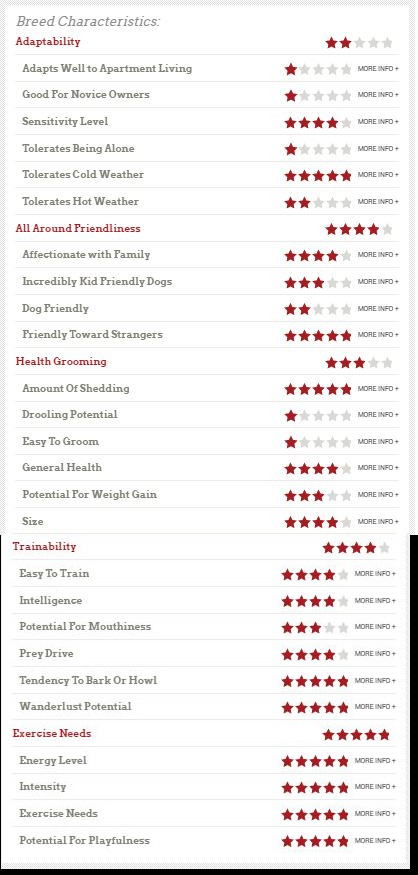 Breed Characteristics:
Adaptability
Adapts Well to Apartment Living MORE INFO +
Good For Novice Owners MORE INFO +
Sensitivity Level MORE INFO +
Tolerates Being Alone MORE INFO +
Tolerates Cold Weather MORE INFO +
Tolerates Hot Weather MORE INFO +
All Around Friendliness
Affectionate with Family MORE INFO +
Incredibly Kid Friendly Dogs MORE INFO +
Dog Friendly MORE INFO +
Friendly Toward Strangers MORE INFO +
Health Grooming
Amount Of Shedding MORE INFO +
Drooling Potential MORE INFO +
Easy To Groom MORE INFO +
General Health MORE INFO +
Potential For Weight Gain MORE INFO +
Size MORE INFO +
Trainability
Easy To Train MORE INFO +
Intelligence MORE INFO +
Potential For Mouthiness MORE INFO +
Prey Drive MORE INFO +
Tendency To Bark Or Howl MORE INFO +
Wanderlust Potential MORE INFO +
Exercise Needs
Energy Level MORE INFO +
Intensity MORE INFO +
Exercise Needs MORE INFO +
Potential For Playfulness MORE INFO +